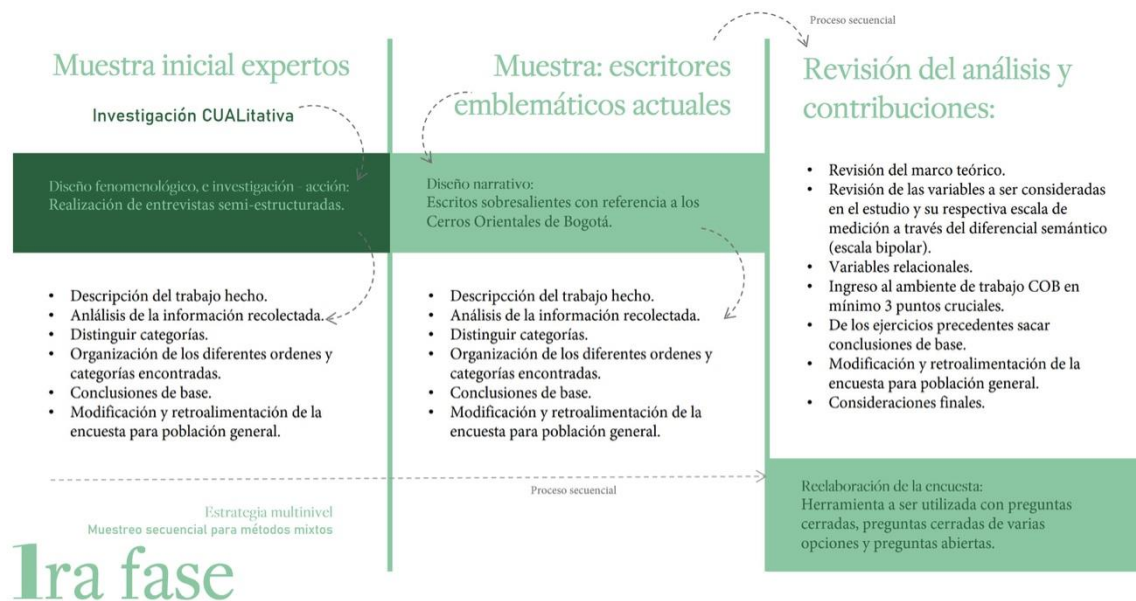 Proceso secuencial
Muestra inicial expertos
Investigación CUALitativa
Diseño fenomenológico, e investigación - acción:
Realización de entrevistas semi-estructuradas.
• Descripción del trabajo hecho.
• Anlálisis de la información recolectada.
• Distinguir categorías.
• Organización de los diferentes ordenes y
categorías encontradas.
• Conclusiones de base.
• Modificación y retroalimentación de la
encuesta para población general.
Muestra: escritores
emblemáticos actuales
Diseño narrativo:
Escritos sobresalientes con referencia a los
Cerros Orientales de Bogotá.
• Descripcción del trabajo hecho.
• Análisis de la información recolectada.
• Distinguir categorías.
• Organización de los diferentes ordenes y
categorías encontradas.
• Conclusiones de base.
• Modificación y retroalimentación de la
encuesta para población general.
Revisión del análisis y
contribuciones:
• Revisión del marco teórico.
• Revisión de las variables a ser consideradas
en el estudio y su respectiva escala de
medición a través del diferencial semántico
(escala bipolar).
• Variables relacionales.
• Ingreso al ambiente de trabajo COB en
mínimo 3 puntos cruciales.
• De los ejercicios precedentes sacar
conclusiones de base.
• Modificación y retroalimentación de la
encuesta para población general.
• Consideraciones finales.
Proceso secuencial
Reelaboración de la encuesta:
Herramienta a ser utilizada con preguntas
cerradas, preguntas cerradas de varias
opciones y preguntas abiertas.
Estrategia multinivel
Muestreo secuencial para métodos mixtos
1ra fase